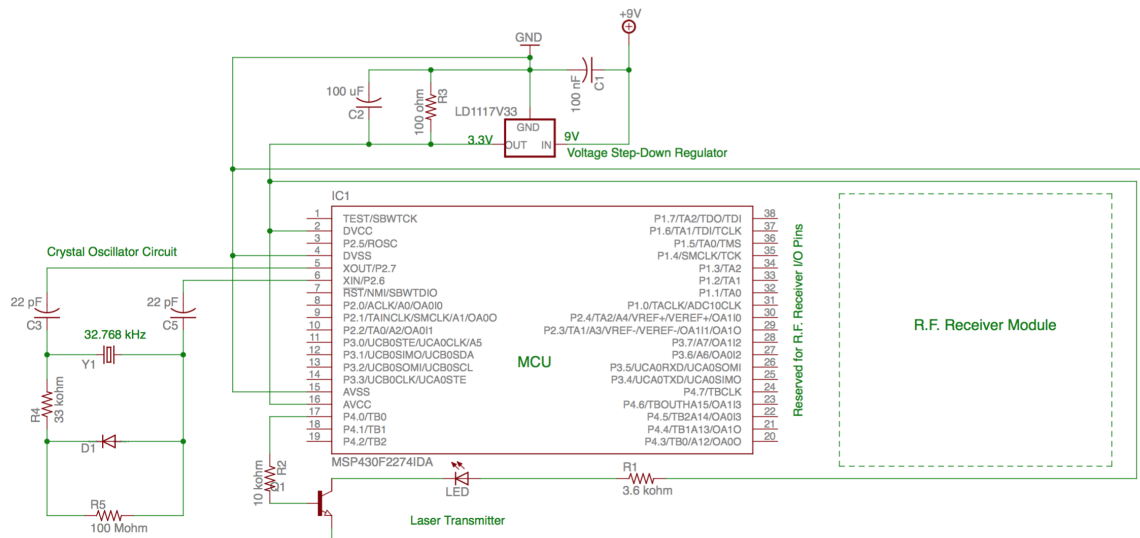 +9V
GND
100 uF
C2
R3
100 ohm
100 nF
C1
LD1117V33
GND
3.3V
OUT
IN
9V
Voltage Step-Down Regulator
IC1
1 TEST/SBWTCK
2 DVCC
3 P2.5/ROSC
4 DVSS
5 XOUT/P2.7
6 XIN/P2.6
7 RST/NMI/SBWTDIO
8 P2.0/ACLK/A0/OA0I0
9 P2.1/TAINCLK/SMCLK/A1/OA0O
10 P2.2/TA0/A2/OA0I1
11 P3.0/UCB0STE/UCA0CLK/A5
12 P3.1/UCB0SIMO/UCB0SDA
13 P3.2/UCB0SOMI/UCB0SCL
14 P3.3/UCB0CLK/UCA0STE
15 AVSS
16 AVCC
17 P4.0/TB0
18 P4.1/TB1
19 P4.2/TB2
P1.7/TA2/TDO/TDI 38
P1.6/TA1/TDI/TCLK 37
P1.5/TA0/TMS 36
P1.4/SMCLK/TCK 35
P1.3/TA2 34
P1.2/TA1 33
P1.1/TA0 32
P1.0/TACLK/ADC10CLK 31
P2.4/TA2/A4/VREF+/VEREF+/OA1I0 30
P2.3/TA1/A3/VREF-/VEREF-/OA1I1/OA1O 29
P3.7/A7/OA1I2 28
P3.6/A6/OA0I2 27
P3.5/UCA0RXD/UCA0SOMI 26
P3.4/UCA0TXD/UCA0SIMO 25
P4.7/TBCLK 24
P4.6/TBOUTHA15/OA1I3 23
P4.5/TB2A14/OA0I3 22
P4.4/TB1A13/OA1O 21
P4.3/TB0/A12/OA0O 20
MCU
MSP430F2274IDA
Reserved for R.F. Receiver I/O Pins
R.F. Receiver Module
Crystal Oscillator Circuit
22 pF
C3
22 pF
C5
32.768 kHz
Y1
R4
33 kohm
D1
R5
100 Mohm
R2
10 kohm
Q1
LED
R1
3.6 kohm
Laser Transmitter